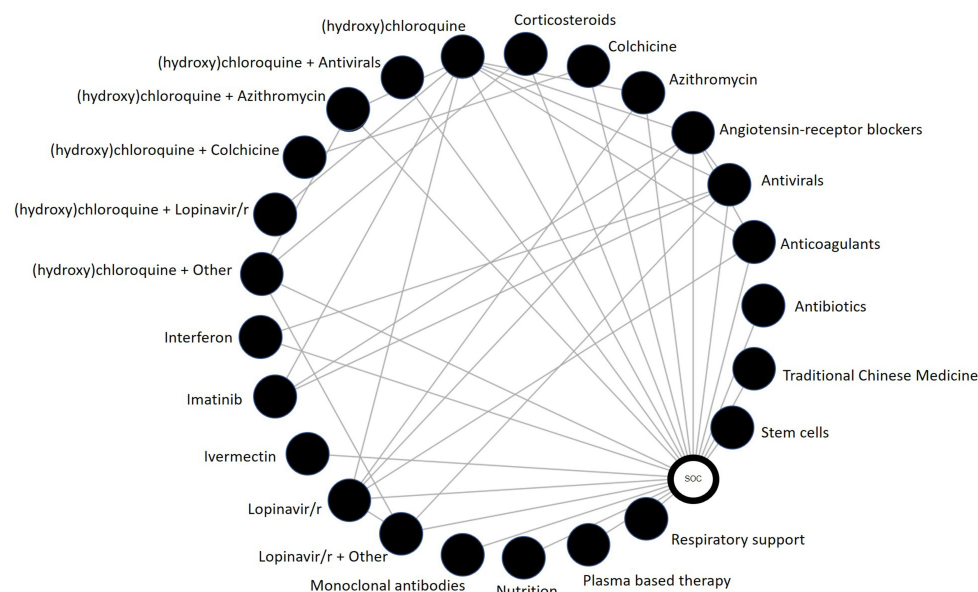 Corticosteroids
(hydroxy)chloroquine
Colchicine
(hydroxy)chloroquine + Antivirals
Azithromycin
(hydroxy)chloroquine + Azithromycin
Angiotensin-receptor blockers
(hydroxy)chloroquine + Colchicine
Antivirals
(hydroxy)chloroquine + Lopinavir/r
Anticoagulants
(hydroxy)chloroquine + Other
Antibiotics
Interferon
Traditional Chinese Medicine
Imatinib
Stem cells
Ivermectin
SOC
Lopinavir/r
Respiratory support
Lopinavir/r + Other
Plasma based therapy
Monoclonal antibodies
Nutrition